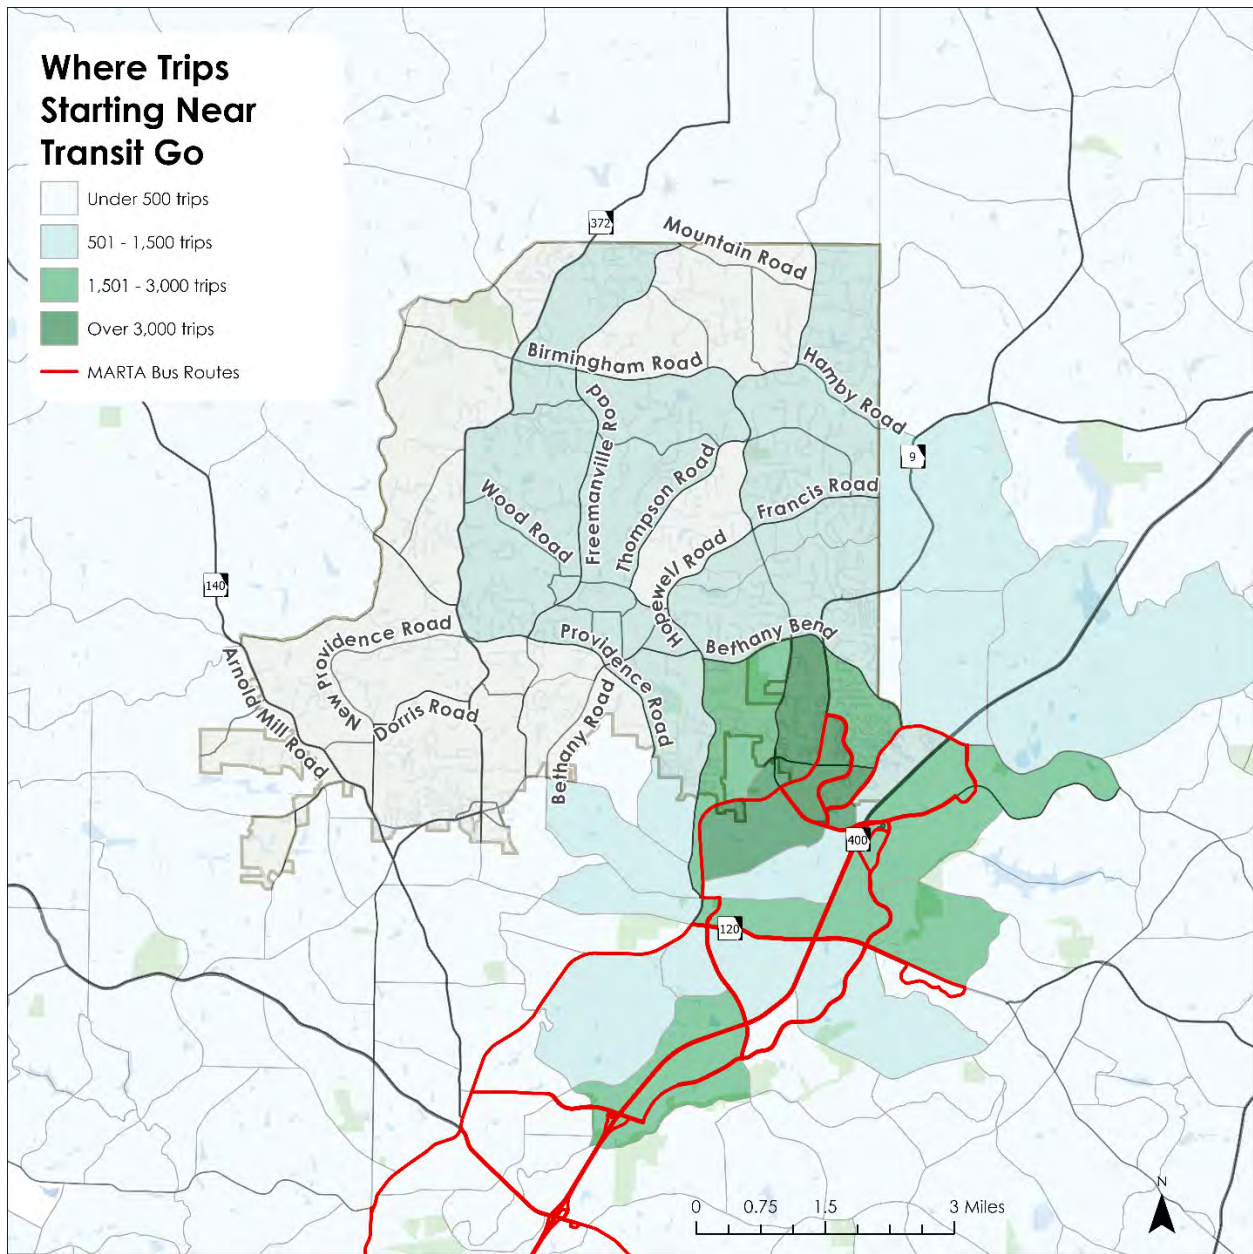 Where Trips
Starting Near
Transit Go
Under 500 trips
501 - 1,500 trips
1,501 - 3,000 trips
Over 3,000 trips
MARTA Bus Routes
372
Mountain Road
Birmingham Road
Hamby Road
Freemanville Road
9
Thompson Road
Wood Road
Francis Road
Hopewell Road
140
New Providence Road
Providence Road
Bethany Bend
Arnold Mill Road
Dorris Road
Bethany Road
400
120
0 0.75 1.5 3 Miles
N